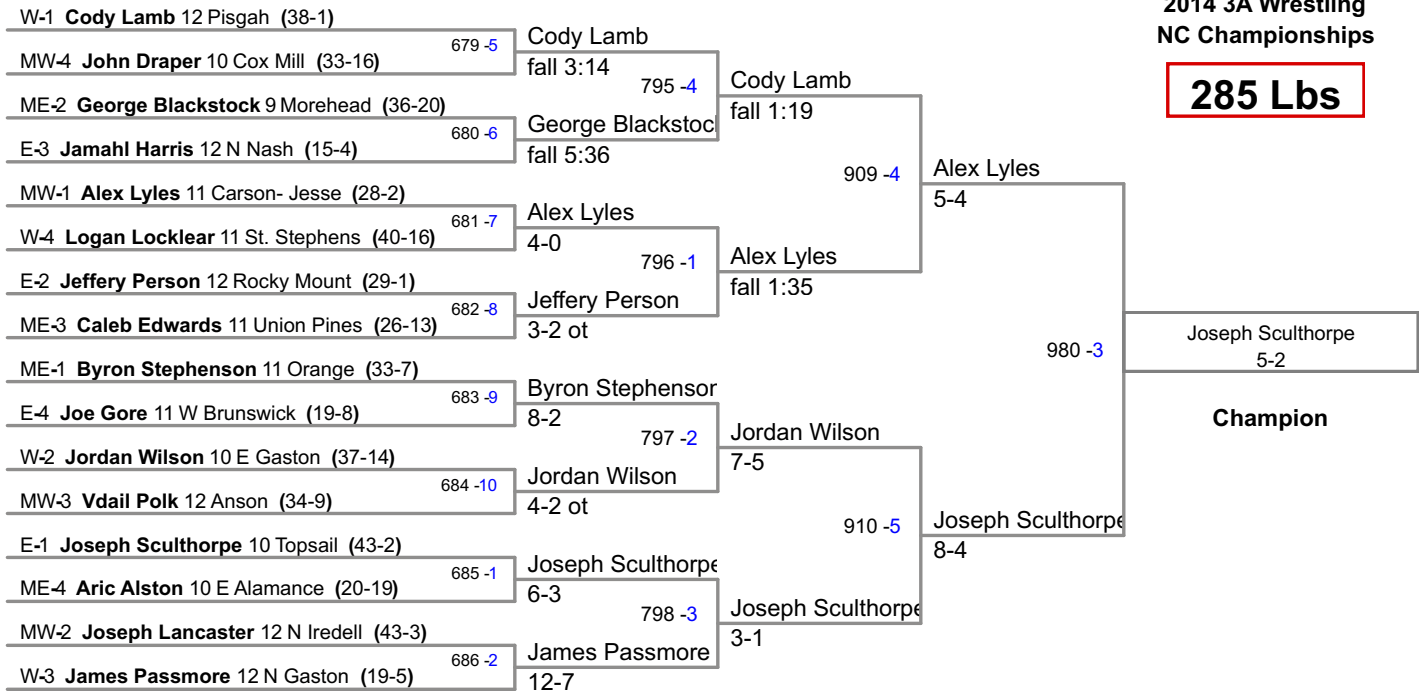 2014 3A Wrestling
NC Championships
285 Lbs
W-1 Cody Lamb 12 Pisgah (38-1)
679 -5
MW-4 John Draper 10 Cox Mill (33-16)
ME-2 George Blackstock 9 Morehead (36-20)
680 -6
E-3 Jamahl Harris 12 N Nash (15-4)
MW-1 Alex Lyles 11 Carson- Jesse (28-2)
681 -7
W-4 Logan Locklear 11 St. Stephens (40-16)
E-2 Jeffery Person 12 Rocky Mount (29-1)
682 -8
ME-3 Caleb Edwards 11 Union Pines (26-13)
ME-1 Byron Stephenson 11 Orange (33-7)
683 -9
E-4 Joe Gore 11 W Brunswick (19-8)
W-2 Jordan Wilson 10 E Gaston (37-14)
684 -10
MW-3 Vdail Polk 12 Anson (34-9)
E-1 Joseph Sculthorpe 10 Topsail (43-2)
685 -1
ME-4 Aric Alston 10 E Alamance (20-19)
MW-2 Joseph Lancaster 12 N Iredell (43-3)
686 -2
W-3 James Passmore 12 N Gaston (19-5)
Cody Lamb
fall 3:14
795 -4
George Blackstock
fall 5:36
Alex Lyles
4-0
796 -1
Jeffery Person
3-2 ot
Byron Stephenson
8-2
797 -2
Jordan Wilson
4-2 ot
Joseph Sculthorpe
6-3
798 -3
James Passmore
12-7
Cody Lamb
fall 1:19
909 -4
Alex Lyles
fall 1:35
Jordan Wilson
7-5
910 -5
Joseph Sculthorpe
3-1
Alex Lyles
5-4
980 -3
Joseph Sculthorpe
8-4
Joseph Sculthorpe
5-2
Champion